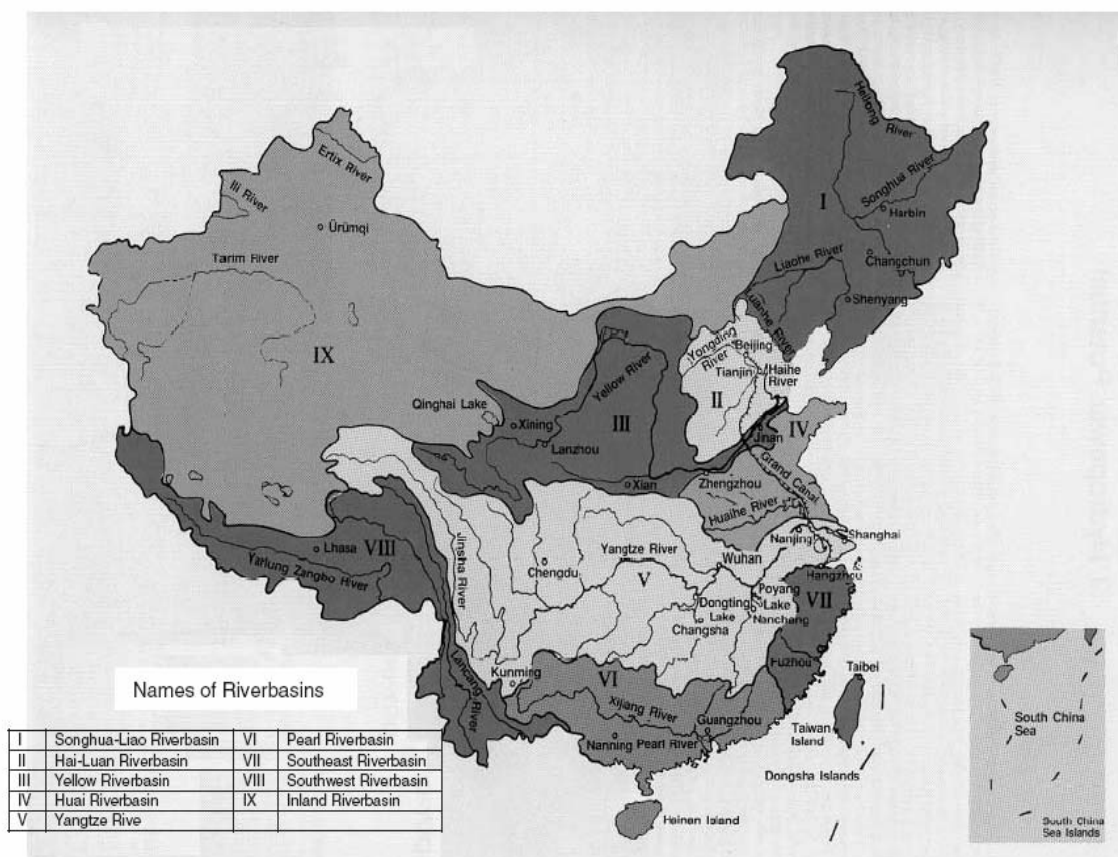 Heilong
River
Ertix River
Ili River
Songhua River
I
Harbin
Ürümqi
Tarim River
Liaohe River
Changchun
Luanhe River
Shenyang
Yongding
River
Beijing
Tianjin
Haihe
River
IX
Yellow River
II
Qinghai Lake
Xining
III
Lanzhou
Jinan
IV
Grand Canal
Xian
Zhengzhou
Huaihe River
Lhasa
VIII
Yarlung Zangbo River
Jinsha River
Chengdu
Yangtze River
V
Wuhan
Nanjing
Shanghai
Hangzhou
Poyang
Lake
Dongting
Lake
Nanchang
VII
Changsha
Lancang River
Kunming
VI
Fuzhou
Taibei
Xijiang River
Guangzhou
Nanning
Pearl River
Taiwan
Island
Dongsha Islands
Hainan Island
South China
Sea
South China
Sea Islands
Names of Riverbasins
I Songhua-Liao Riverbasin VI Pearl Riverbasin
II Hai-Luan Riverbasin VII Southeast Riverbasin
III Yellow Riverbasin VIII Southwest Riverbasin
IV Huai Riverbasin IX Inland Riverbasin
V Yangtze Rive